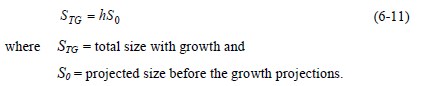 S_TG = hS_0 (6-11)
where S_TG = total size with growth and
S_0 = projected size before the growth projections.